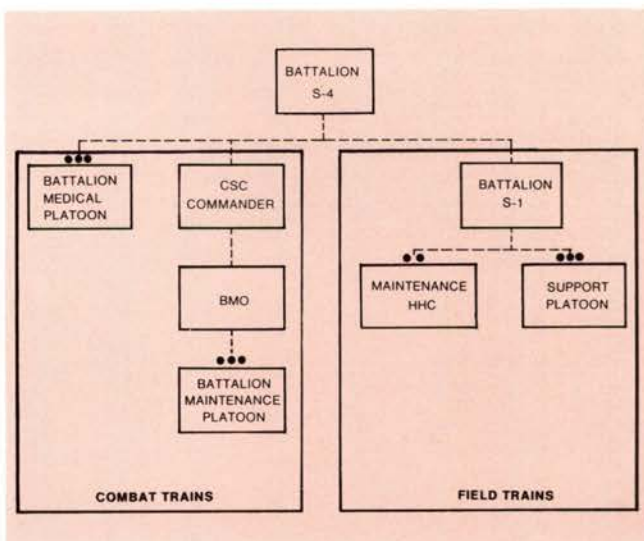 BATTALION
S-4
BATTALION
MEDICAL
PLATOON
CSC
COMMANDER
BMO
BATTALION
MAINTENANCE
PLATOON
COMBAT TRAINS
BATTALION
S-1
MAINTENANCE
HHC
SUPPORT
PLATOON
FIELD TRAINS